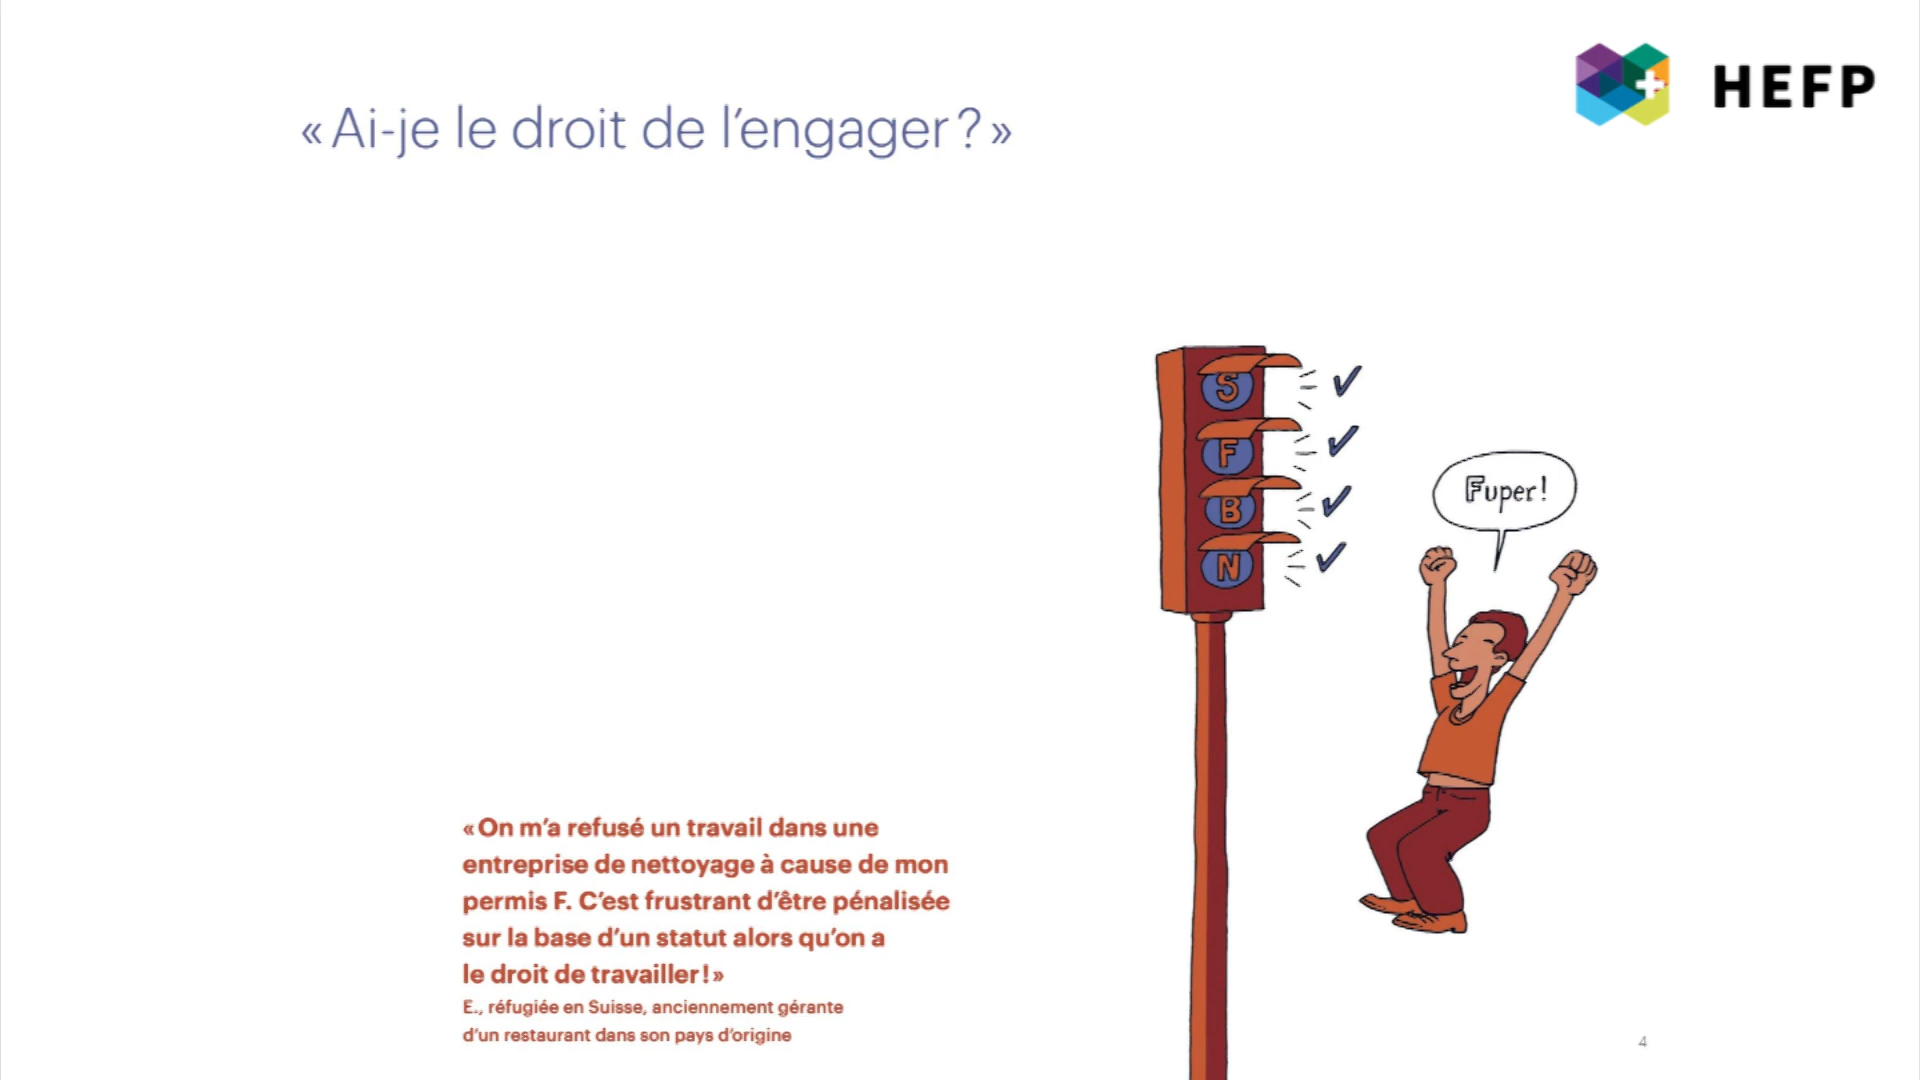 HEFP
« Ai-je le droit de l’engager ? »
S
F
B
N
Fuper!
« On m’a refusé un travail dans une
entreprise de nettoyage à cause de mon
permis F. C’est frustrant d’être pénalisée
sur la base d’un statut alors qu’on a
le droit de travailler ! »
E., réfugiée en Suisse, anciennement gérante
d’un restaurant dans son pays d’origine
4